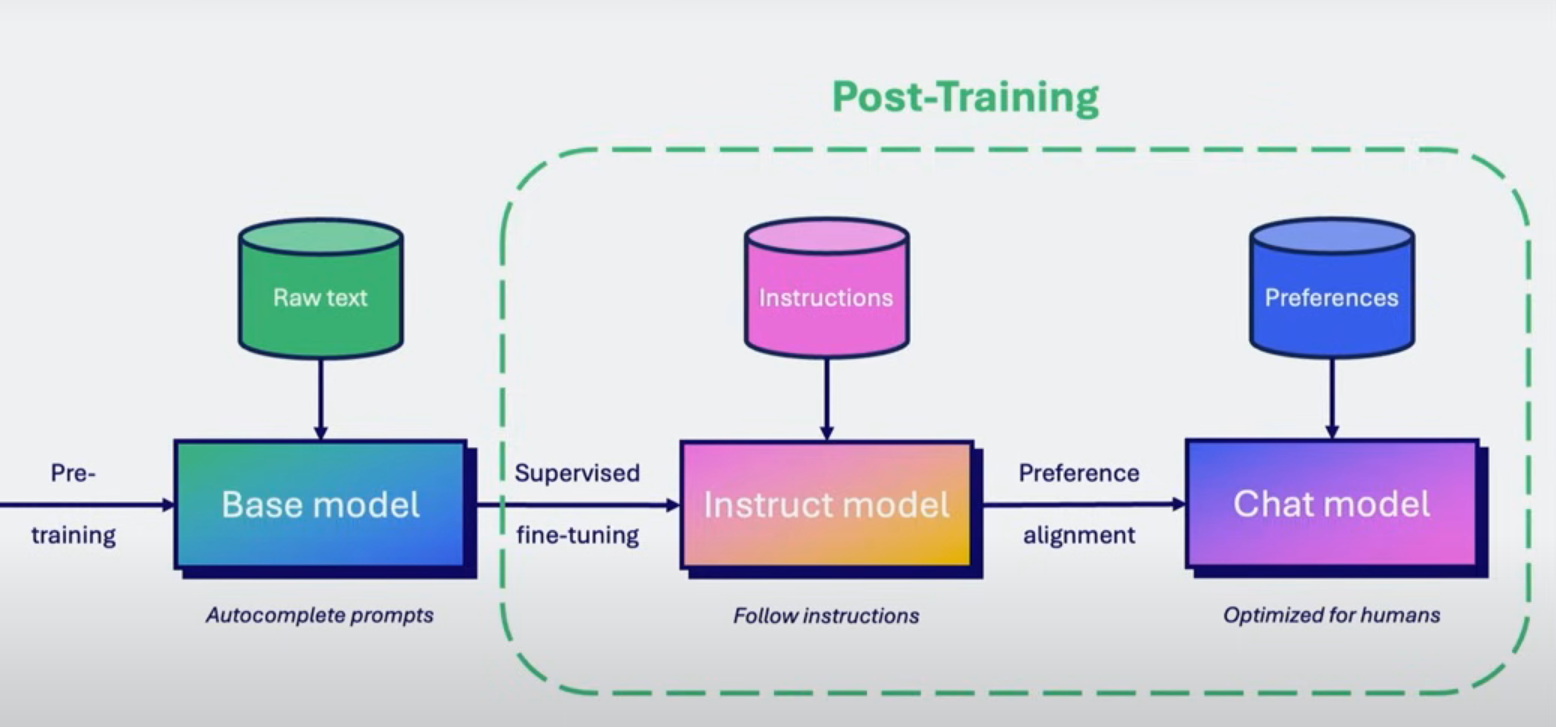 Post-Training
Raw text
Instructions
Preferences
Pre-
training
Base model
Supervised
fine-tuning
Instruct model
Preference
alignment
Chat model
Autocomplete prompts
Follow instructions
Optimized for humans